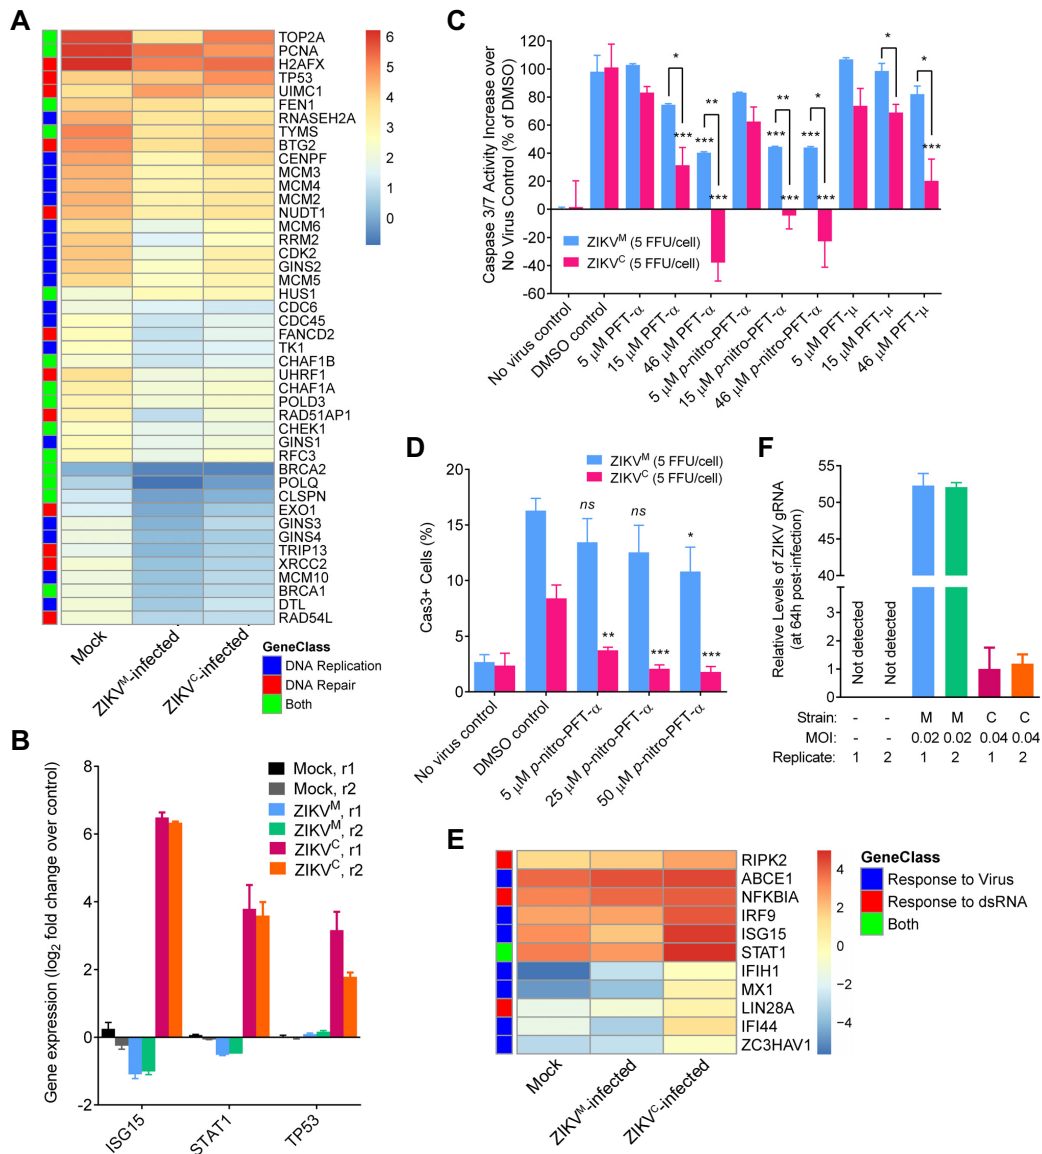 A
TOP2A
PCNA
H2AFX
TP53
UIMC1
FEN1
RNASEH2A
TYMS
BTG2
CENPF
MCM3
MCM4
MCM2
NUDT1
MCM6
RRM2
CDK2
GINS2
MCM5
HUS1
CDC6
CDC45
FANCD2
TK1
CHAF1B
UHRF1
CHAF1A
POLD3
RAD51AP1
CHEK1
GINS1
RFC3
BRCA2
POLQ
CLSPN
EXO1
GINS3
GINS4
TRIP13
XRCC2
MCM10
BRCA1
DTL
RAD54L
6
5
4
3
2
1
0
Mock
ZIKVᴹ-infected
ZIKVᶜ-infected
GeneClass
DNA Replication
DNA Repair
Both
B
Gene expression (log₂ fold change over control)
8
6
4
2
0
-2
Mock, r1
Mock, r2
ZIKVᴹ, r1
ZIKVᴹ, r2
ZIKVᶜ, r1
ZIKVᶜ, r2
ISG15
STAT1
TP53
C
Caspase 3/7 Activity Increase over
No Virus Control (% of DMSO)
120
100
80
60
40
20
0
-20
-40
-60
* ** ** * * *
*** *** *** *** *** *** *** ***
ZIKVᴹ (5 FFU/cell)
ZIKVᶜ (5 FFU/cell)
No virus control
DMSO control
5 µM PFT-α
15 µM PFT-α
46 µM PFT-α
5 µM p-nitro-PFT-α
15 µM p-nitro-PFT-α
46 µM p-nitro-PFT-α
5 µM PFT-µ
15 µM PFT-µ
46 µM PFT-µ
D
Cas3+ Cells (%)
20
15
10
5
0
ZIKVᴹ (5 FFU/cell)
ZIKVᶜ (5 FFU/cell)
ns ns *
** *** ***
No virus control
DMSO control
5 µM p-nitro-PFT-α
25 µM p-nitro-PFT-α
50 µM p-nitro-PFT-α
F
Relative Levels of ZIKV gRNA
(at 64h post-infection)
55
50
45
40
4
3
2
1
0
Not detected
Not detected
Strain: - - M M C C
MOI: - - 0.02 0.02 0.04 0.04
Replicate: 1 2 1 2 1 2
E
RIPK2
ABCE1
NFKBIA
IRF9
ISG15
STAT1
IFIH1
MX1
LIN28A
IFI44
ZC3HAV1
4
2
0
−2
−4
Mock
ZIKVᴹ-infected
ZIKVᶜ-infected
GeneClass
Response to Virus
Response to dsRNA
Both